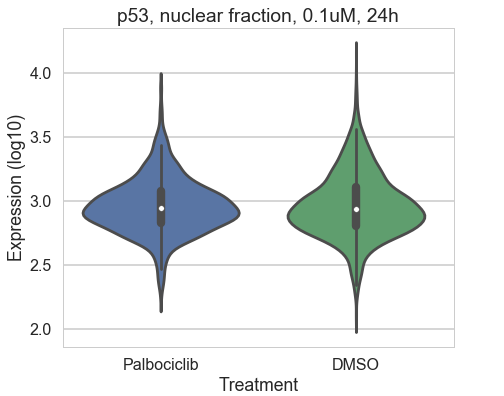 p53, nuclear fraction, 0.1uM, 24h
Expression (log10)
4.0
3.5
3.0
2.5
2.0
Palbociclib DMSO
Treatment